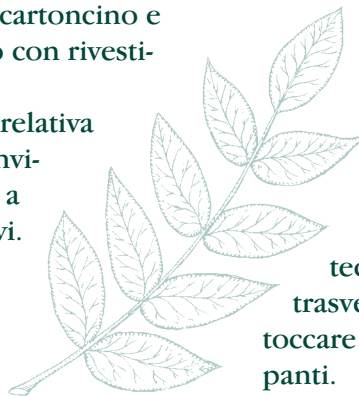 cartoncino e
o con rivesti-
relativa
nvi-
a
vi.
tec
trasve
toccare
panti.